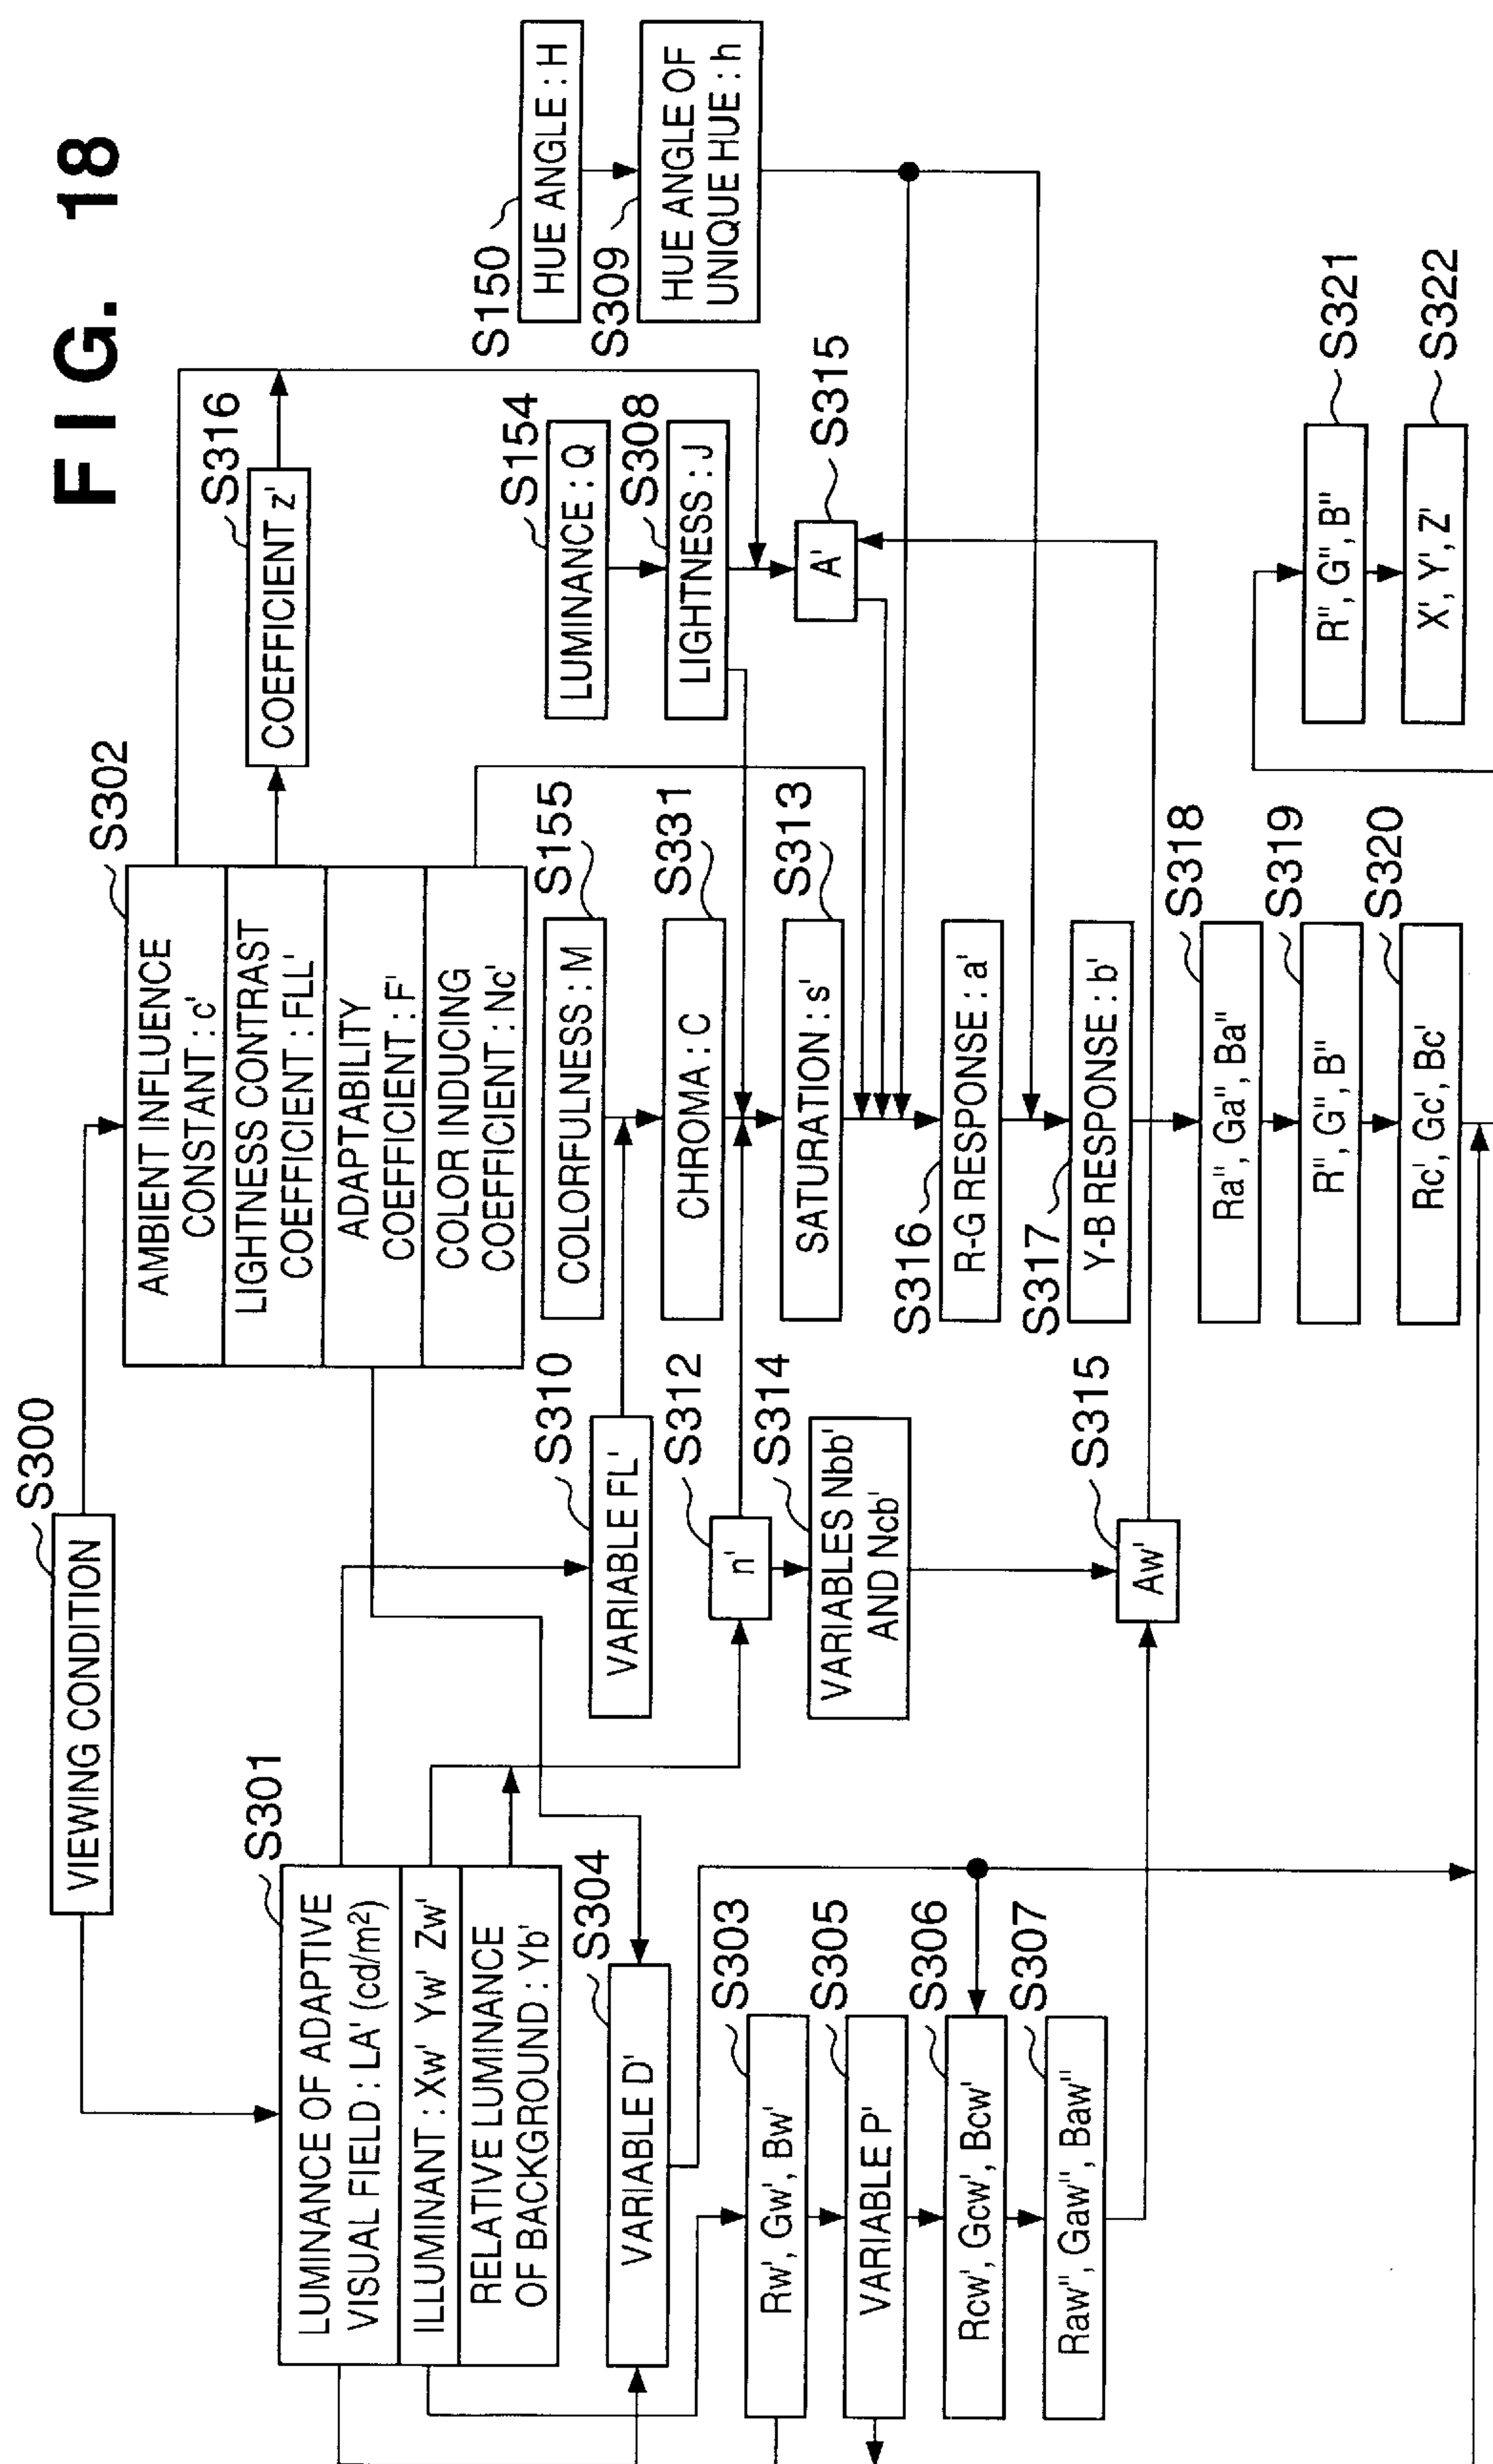 FIG. 18
S300
VIEWING CONDITION
S301
LUMINANCE OF ADAPTIVE
VISUAL FIELD : LA' (cd/m²)
ILLUMINANT : Xw' Yw' Zw'
RELATIVE LUMINANCE
OF BACKGROUND : Yb'
S302
AMBIENT INFLUENCE
CONSTANT : c'
LIGHTNESS CONTRAST
COEFFICIENT : FLL'
ADAPTABILITY
COEFFICIENT : F'
COLOR INDUCING
COEFFICIENT : Nc'
S316
COEFFICIENT z'
S304
VARIABLE D'
S303
Rw', Gw', Bw'
S305
VARIABLE P'
S306
Rcw', Gcw', Bcw'
S307
Raw'', Gaw'', Baw''
S310
VARIABLE FL'
S312
n'
S314
VARIABLES Nbb'
AND Ncb'
S315
Aw'
S155
COLORFULNESS : M
S331
CHROMA : C
S313
SATURATION : s'
S316
R-G RESPONSE : a'
S317
Y-B RESPONSE : b'
S318
Ra'', Ga'', Ba''
S319
R'', G'', B''
S320
Rc', Gc', Bc'
S154
LUMINANCE : Q
S308
LIGHTNESS : J
S315
A'
S150
HUE ANGLE : H
S309
HUE ANGLE OF
UNIQUE HUE : h
S321
R'', G'', B''
S322
X', Y', Z'